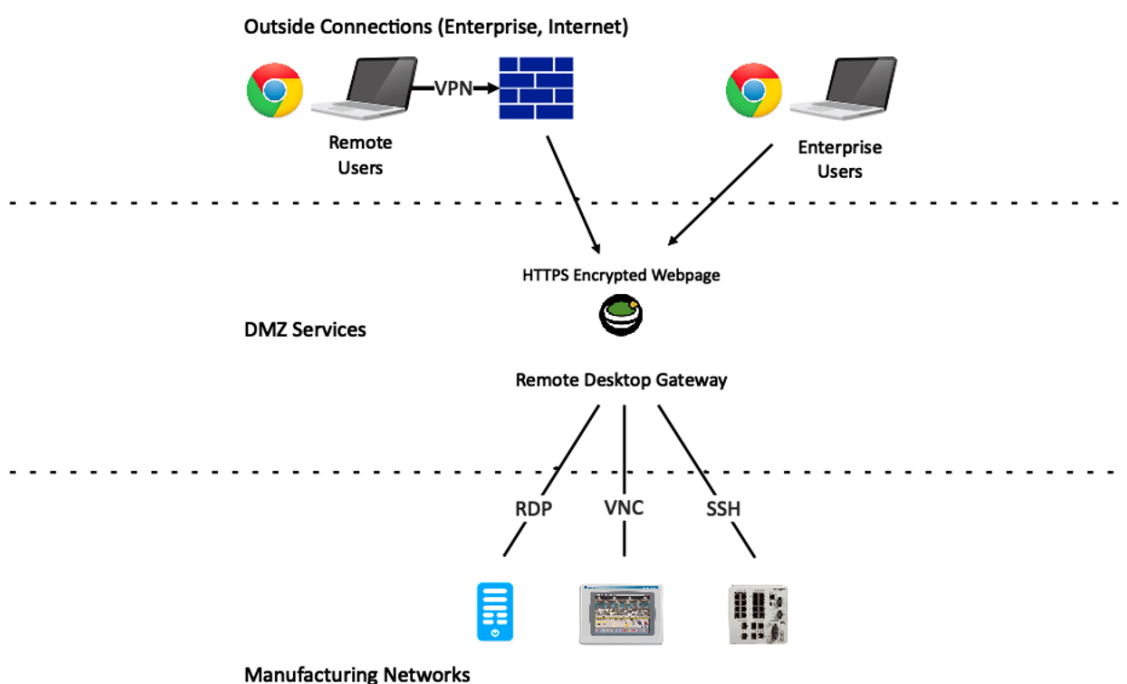 Outside Connections (Enterprise, Internet)
VPN
Remote
Users
Enterprise
Users
HTTPS Encrypted Webpage
DMZ Services
Remote Desktop Gateway
RDP
VNC
SSH
Manufacturing Networks